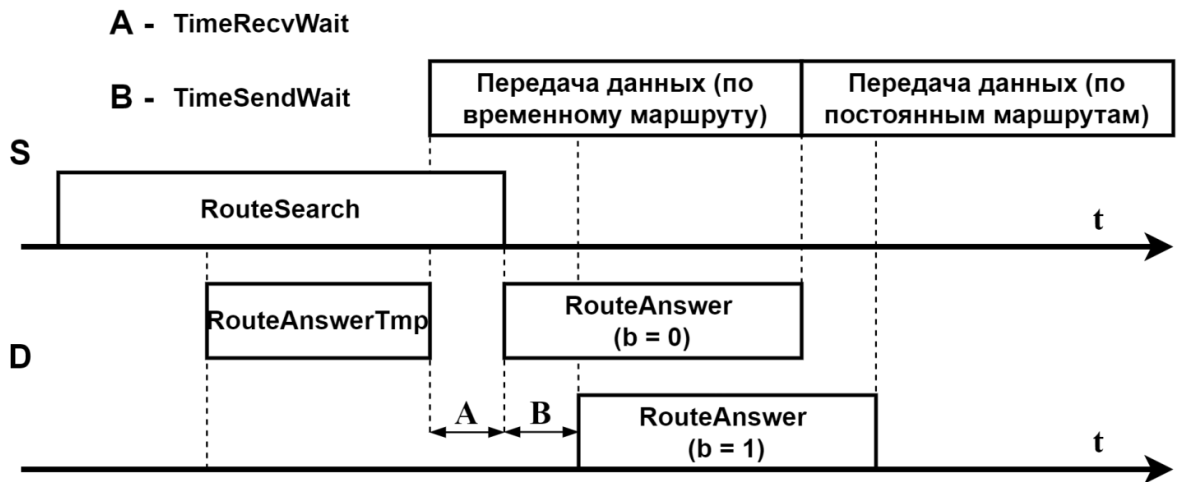 A - TimeRecvWait
B - TimeSendWait
Передача данных (по
временному маршруту)
Передача данных (по
постоянным маршрутам)
S
RouteSearch
t
RouteAnswerTmp
RouteAnswer
(b = 0)
D
A
B
RouteAnswer
(b = 1)
t